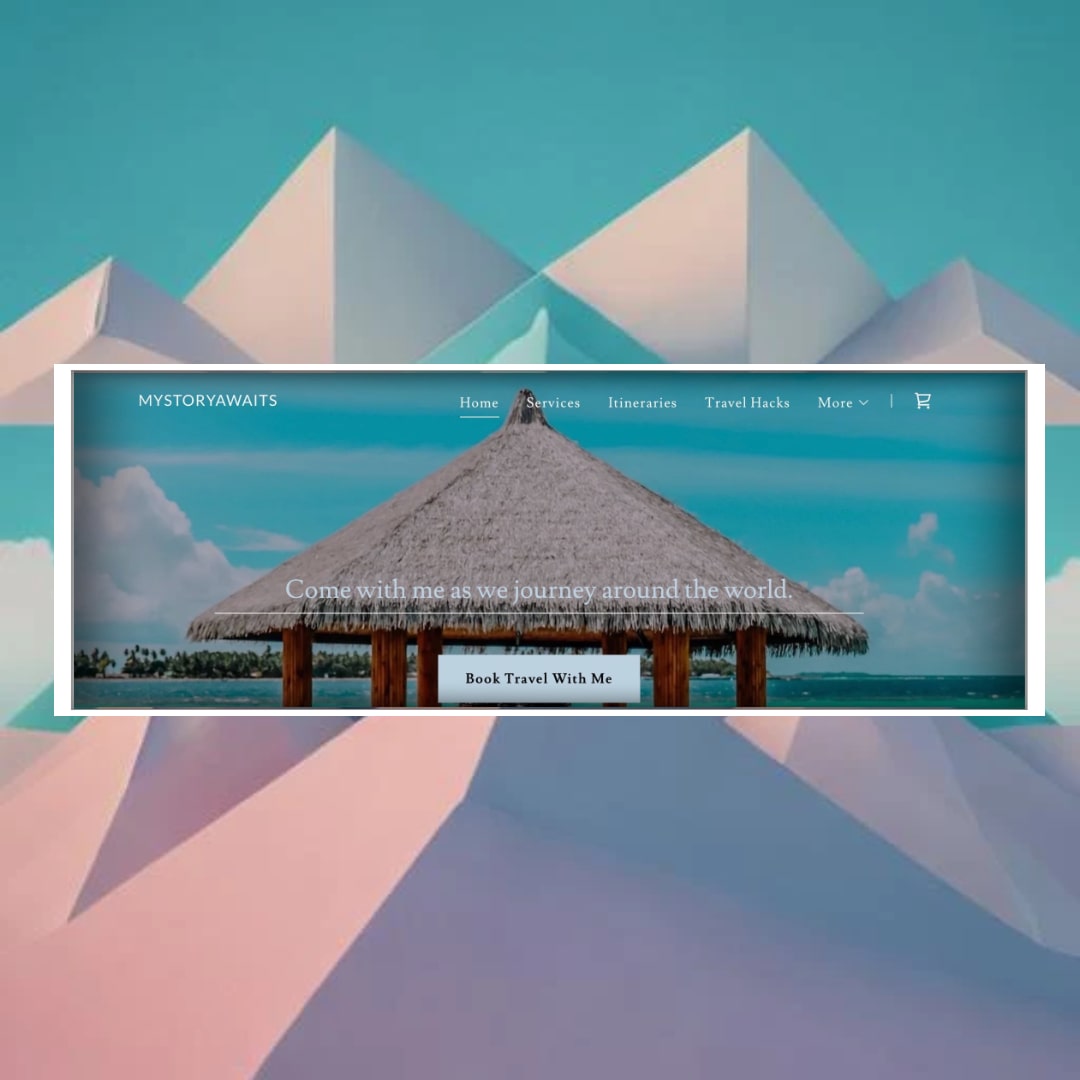 MYSTORYAWAITS
Home Services Itineraries Travel Hacks More
Come with me as we journey around the world.
Book Travel With Me